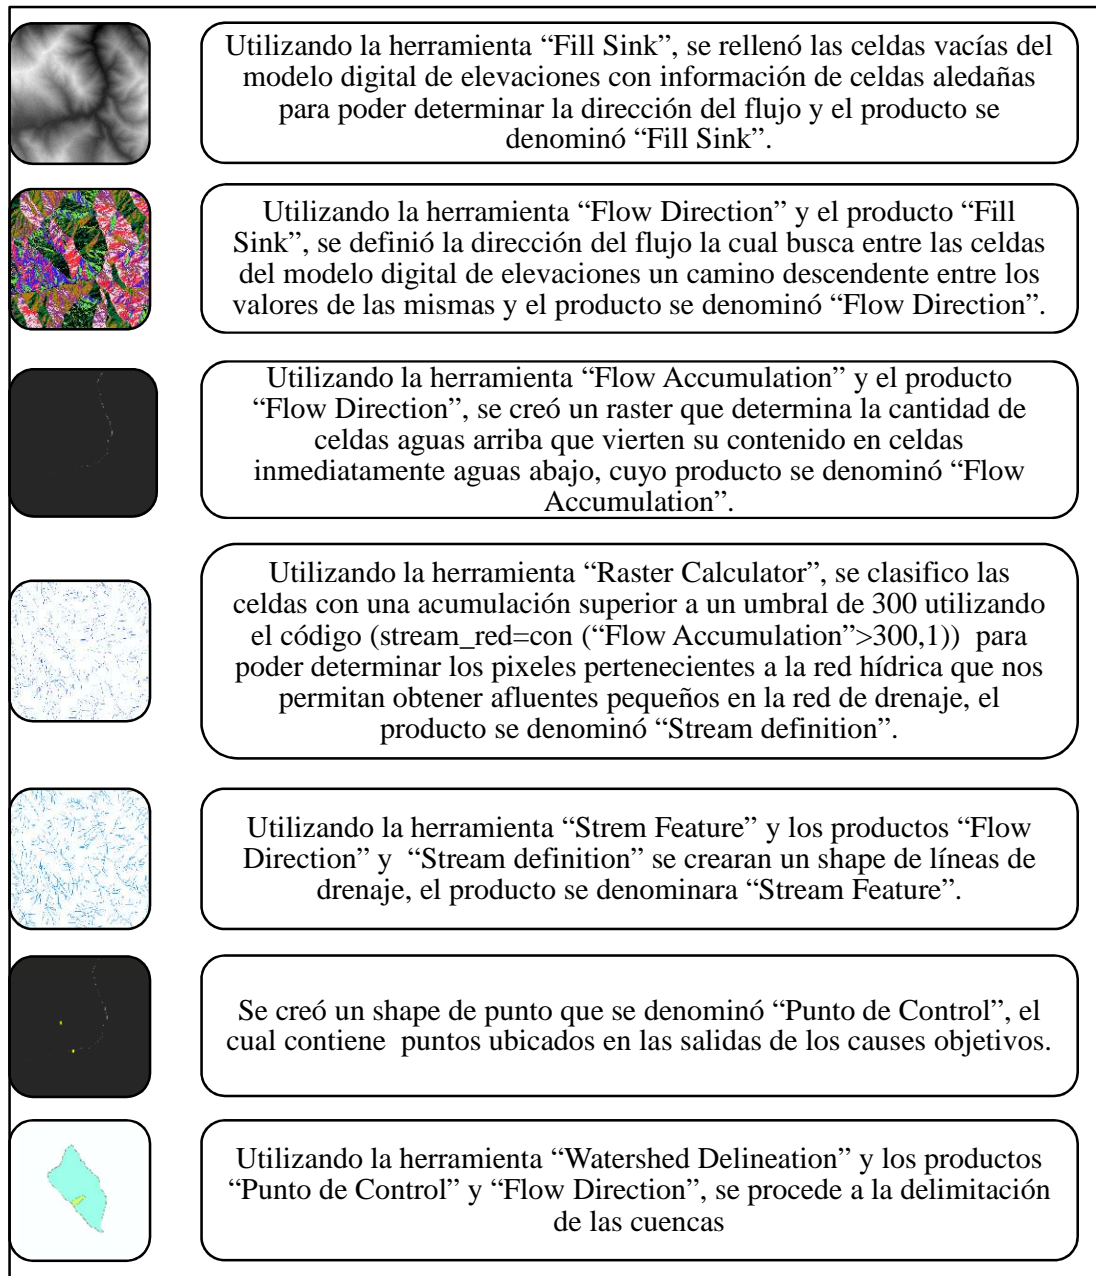 Utilizando la herramienta “Fill Sink”, se rellenó las celdas vacías del
modelo digital de elevaciones con información de celdas aledañas
para poder determinar la dirección del flujo y el producto se
denominó “Fill Sink”.
Utilizando la herramienta “Flow Direction” y el producto “Fill
Sink”, se definió la dirección del flujo la cual busca entre las celdas
del modelo digital de elevaciones un camino descendente entre los
valores de las mismas y el producto se denominó “Flow Direction”.
Utilizando la herramienta “Flow Accumulation” y el producto
“Flow Direction”, se creó un raster que determina la cantidad de
celdas aguas arriba que vierten su contenido en celdas
inmediatamente aguas abajo, cuyo producto se denominó “Flow
Accumulation”.
Utilizando la herramienta “Raster Calculator”, se clasifico las
celdas con una acumulación superior a un umbral de 300 utilizando
el código (stream_red=con (“Flow Accumulation”>300,1))  para
poder determinar los pixeles pertenecientes a la red hídrica que nos
permitan obtener afluentes pequeños en la red de drenaje, el
producto se denominó “Stream definition”.
Utilizando la herramienta “Strem Feature” y los productos “Flow
Direction” y  “Stream definition” se crearan un shape de líneas de
drenaje, el producto se denominara “Stream Feature”.
Se creó un shape de punto que se denominó “Punto de Control”, el
cual contiene  puntos ubicados en las salidas de los causes objetivos.
Utilizando la herramienta “Watershed Delineation” y los productos
“Punto de Control” y “Flow Direction”, se procede a la delimitación
de las cuencas